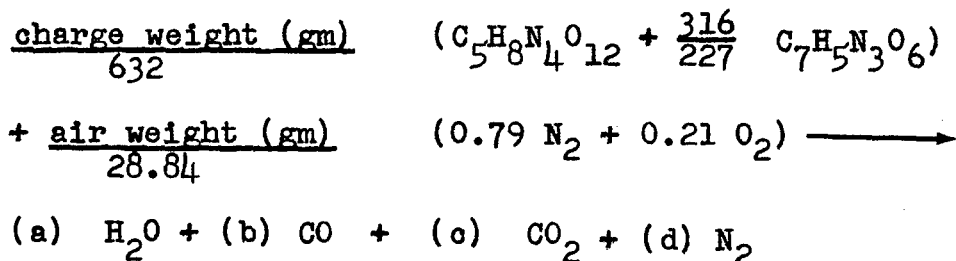 charge weight (gm) / 632 (C₅H₈N₄O₁₂ + 316/227 C₇H₅N₃O₆)
+ air weight (gm) / 28.84 (0.79 N₂ + 0.21 O₂) ⟶
(a) H₂O + (b) CO + (c) CO₂ + (d) N₂